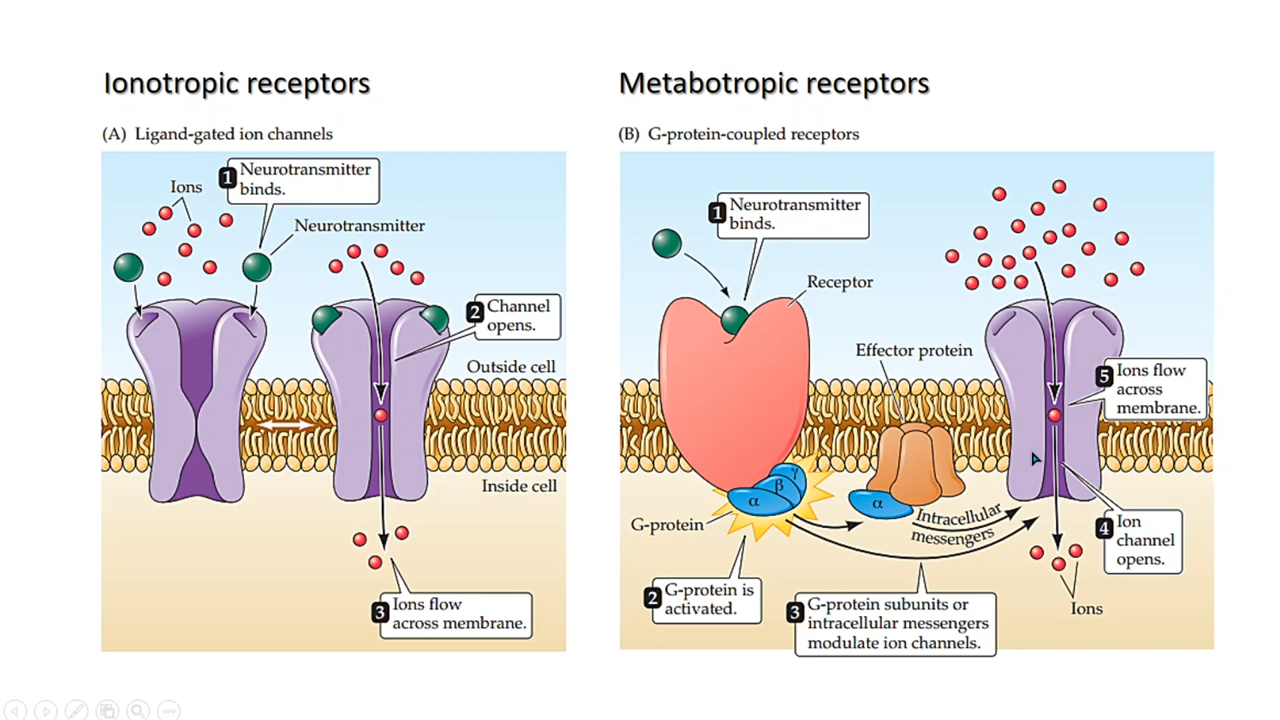 Ionotropic receptors
(A) Ligand-gated ion channels
Ions
1 Neurotransmitter
binds.
Neurotransmitter
2 Channel
opens.
Outside cell
Inside cell
3 Ions flow
across membrane.
Metabotropic receptors
(B) G-protein-coupled receptors
1 Neurotransmitter
binds.
Receptor
Effector protein
5 Ions flow
across
membrane.
γ
β
α
α
G-protein
Intracellular
messengers
4 Ion
channel
opens.
2 G-protein is
activated.
3 G-protein subunits or
intracellular messengers
modulate ion channels.
Ions